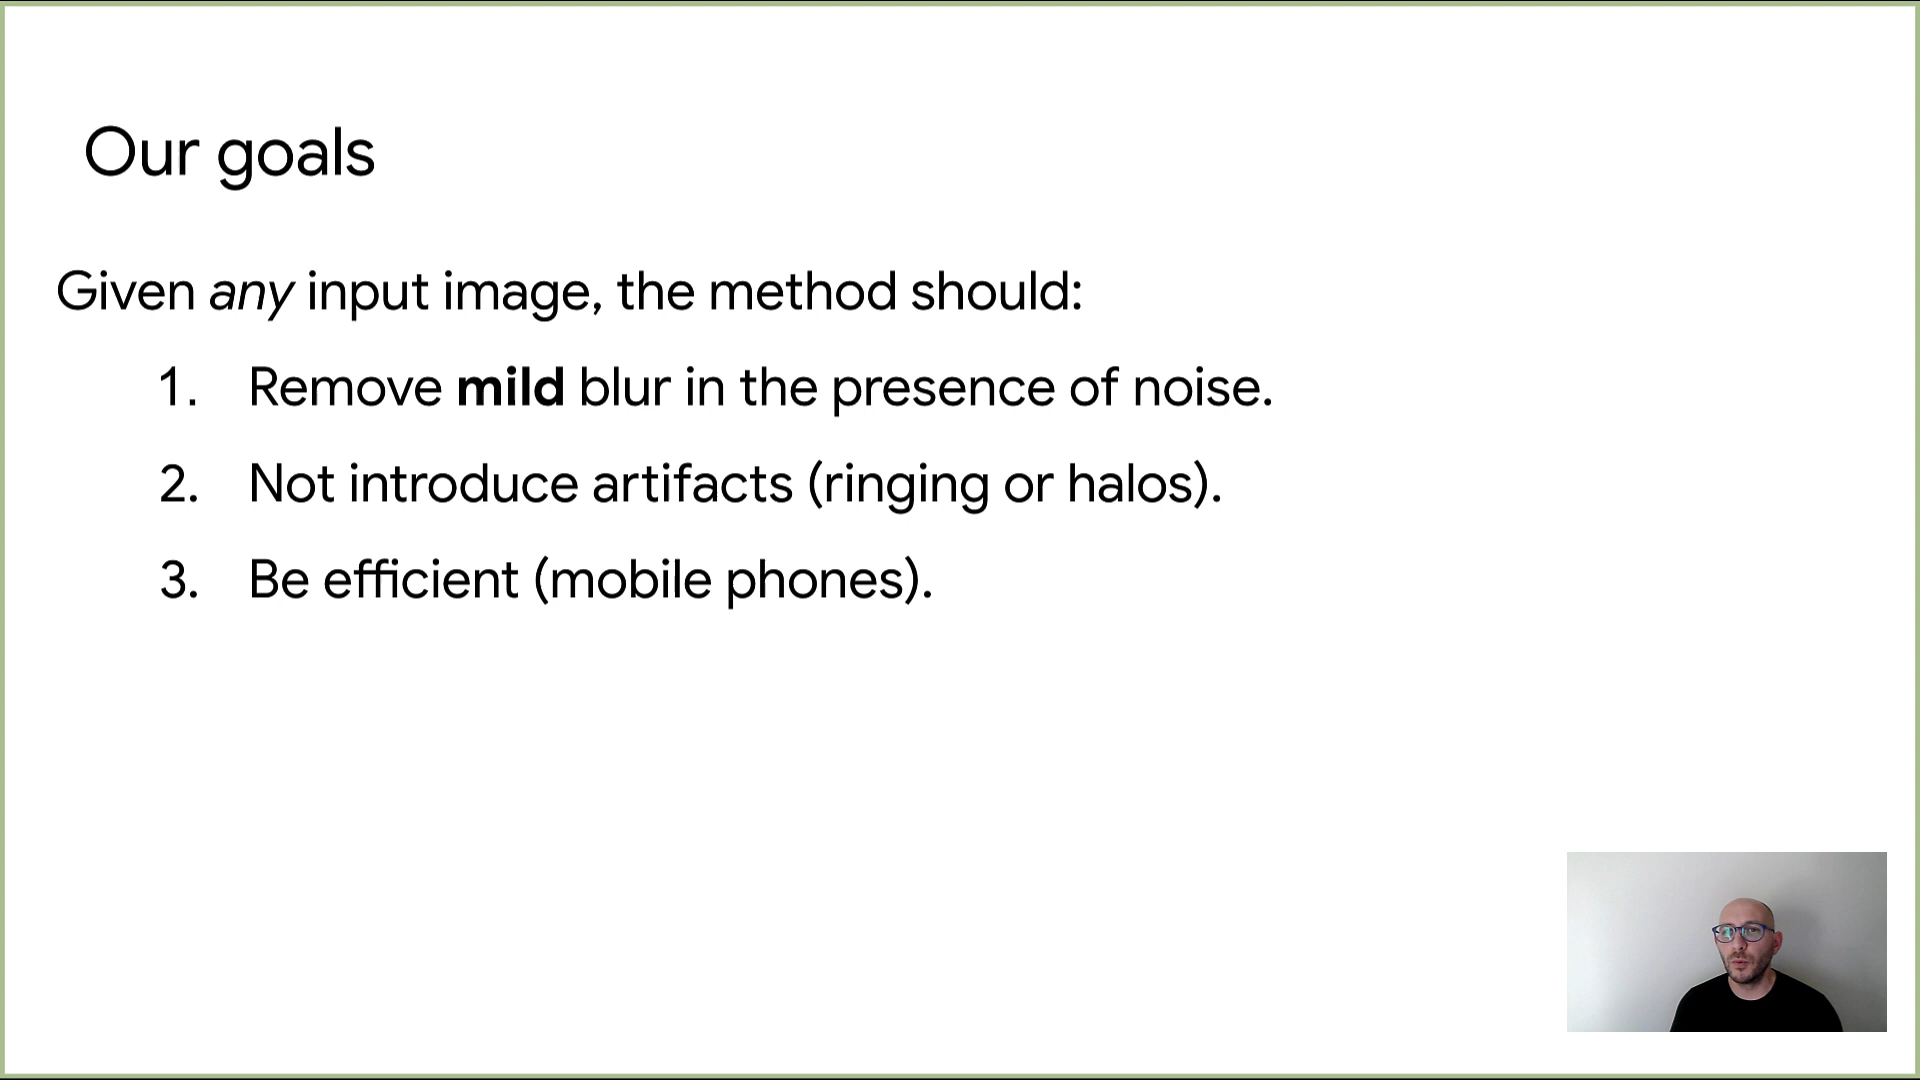 Our goals
Given any input image, the method should:
1. Remove mild blur in the presence of noise.
2. Not introduce artifacts (ringing or halos).
3. Be efficient (mobile phones).